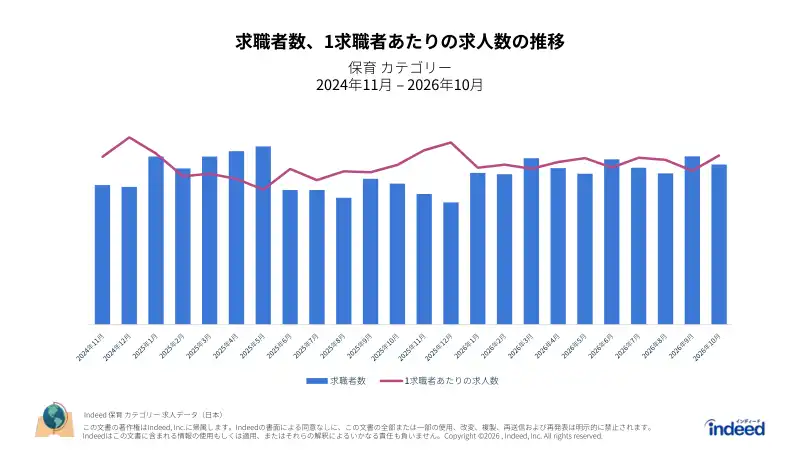 求職者数、1求職者あたりの求人数の推移
保育 カテゴリー
2024年11月 – 2026年10月
2024年11月
2024年12月
2025年1月
2025年2月
2025年3月
2025年4月
2025年5月
2025年6月
2025年7月
2025年8月
2025年9月
2025年10月
2025年11月
2025年12月
2026年1月
2026年2月
2026年3月
2026年4月
2026年5月
2026年6月
2026年7月
2026年8月
2026年9月
2026年10月
求職者数
1求職者あたりの求人数
Indeed 保育 カテゴリー 求人データ（日本）
この文書の著作権はIndeed, Inc.に帰属します。Indeedの書面による同意なしに、この文書の全部または一部の使用、改変、複製、再送信および再発表は明示的に禁止されます。
Indeedはこの文書に含まれる情報の使用もしくは適用、またはそれらの解釈によるいかなる責任も負いません。Copyright ©2026 , Indeed, Inc. All rights reserved.
インディード
indeed